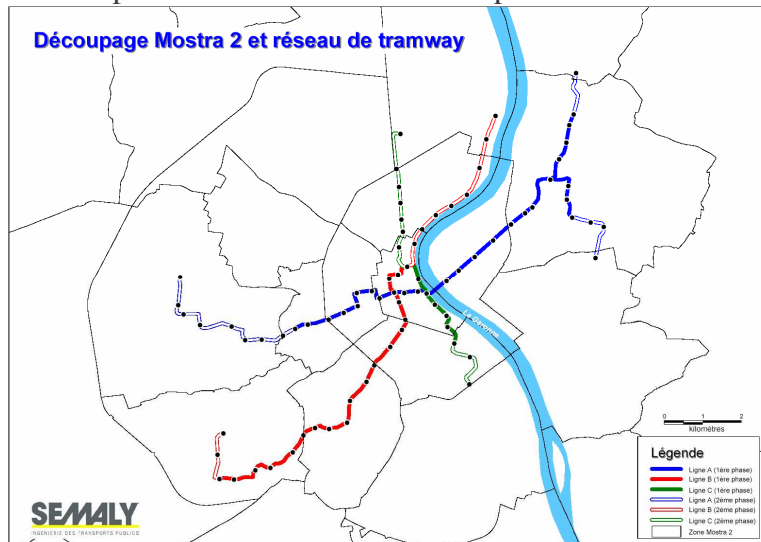 Découpage Mostra 2 et réseau de tramway
La Garonne
0 1 2
kilomètres
Légende
Ligne A (1ère phase)
Ligne B (1ère phase)
Ligne C (1ère phase)
Ligne A (2ème phase)
Ligne B (2ème phase)
Ligne C (2ème phase)
Zone Mostra 2
SEMALY
INGÉNIERIE DES TRANSPORTS PUBLICS